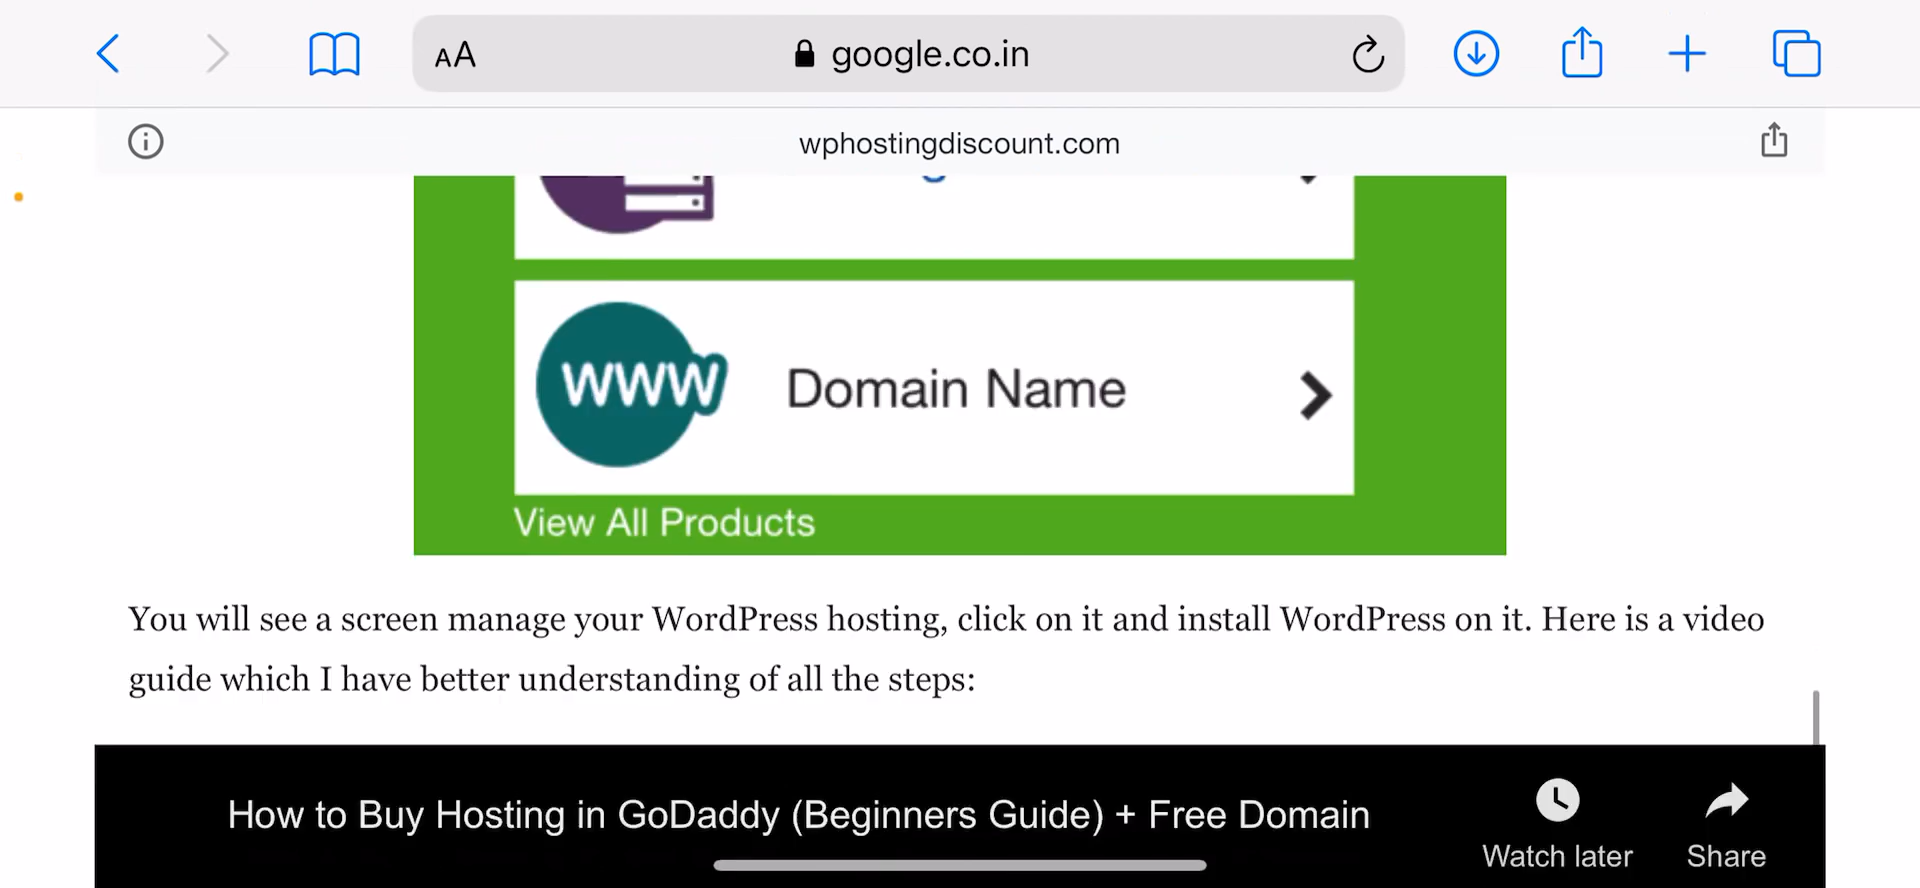 AA google.co.in
wphostingdiscount.com
www Domain Name
View All Products
You will see a screen manage your WordPress hosting, click on it and install WordPress on it. Here is a video
guide which I have better understanding of all the steps:
How to Buy Hosting in GoDaddy (Beginners Guide) + Free Domain
Watch later Share